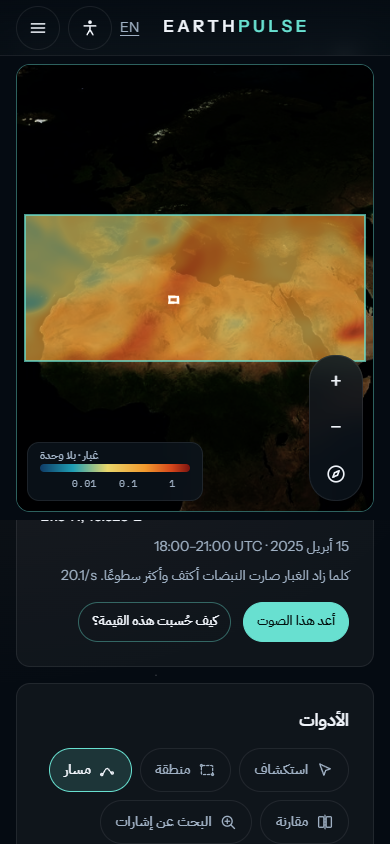 EN EARTHPULSE
+
−
غبار · بلا وحدة
0.01 0.1 1
15 أبريل 2025 · 18:00–21:00 UTC
كلما زاد الغبار صارت النبضات أكثف وأكثر سطوعًا. 20.1/s
أعد هذا الصوت كيف حُسبت هذه القيمة؟
الأدوات
استكشاف منطقة مسار
مقارنة البحث عن إشارات